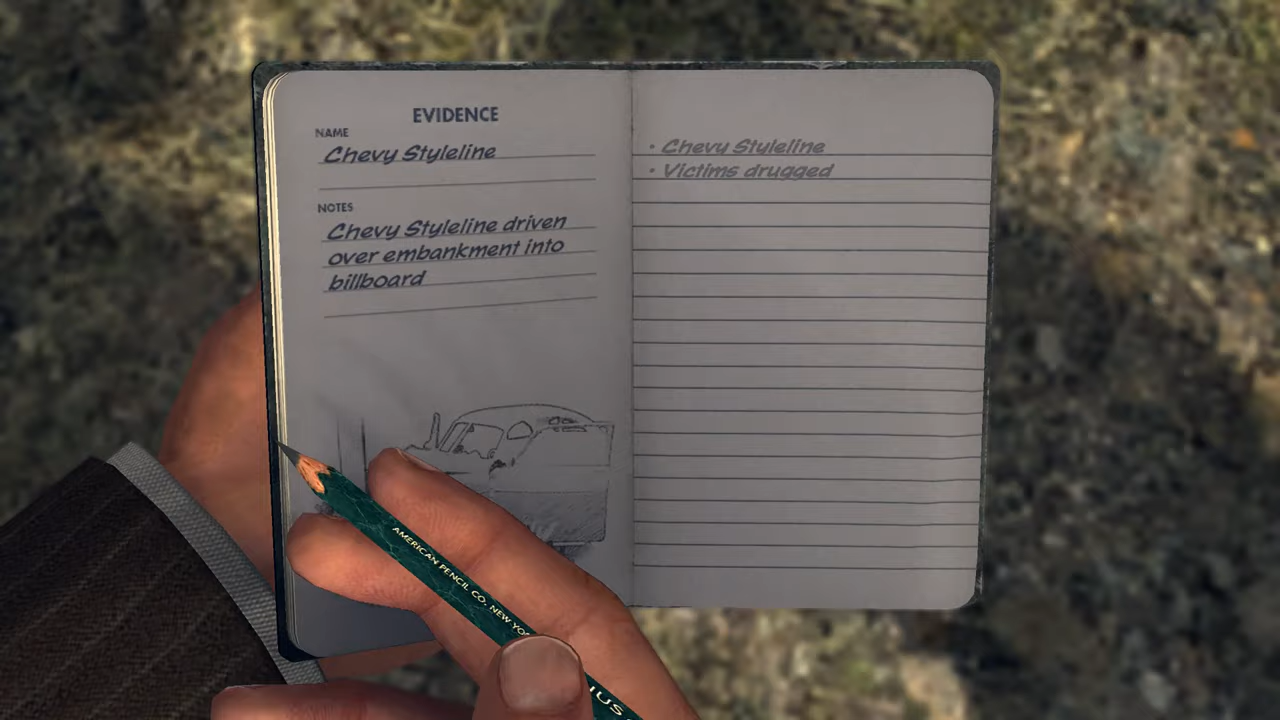 EVIDENCE
NAME
Chevy Styleline
NOTES
Chevy Styleline driven
over embankment into
billboard
• Chevy Styleline
• Victims drugged
AMERICAN PENCIL CO. NEW